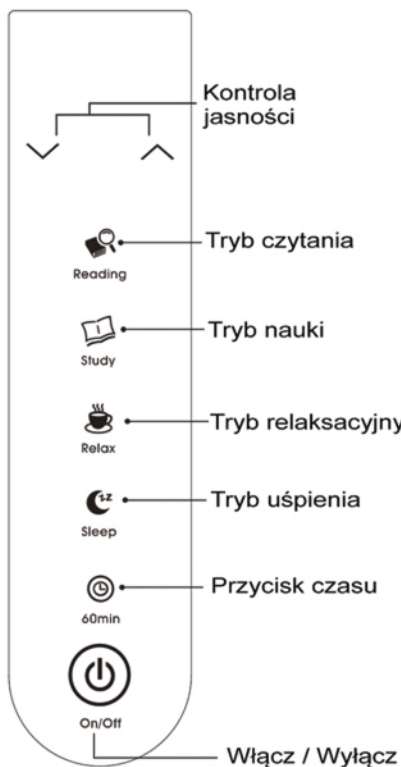 Kontrola
jasności
Tryb czytania
Reading
Tryb nauki
Study
Tryb relaksacyjny
Relax
zz
Tryb uśpienia
Sleep
Przycisk czasu
60min
On/Off
Włącz / Wyłącz